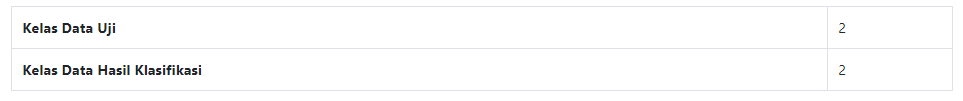 Kelas Data Uji 2
Kelas Data Hasil Klasifikasi 2